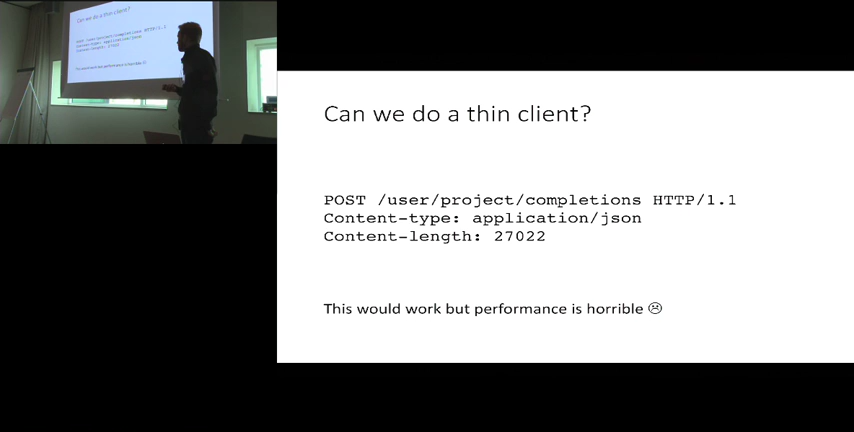 Can we do a thin client?
POST /user/project/completions HTTP/1.1
Content-type: application/json
Content-length: 27022
This would work but performance is horrible ☹